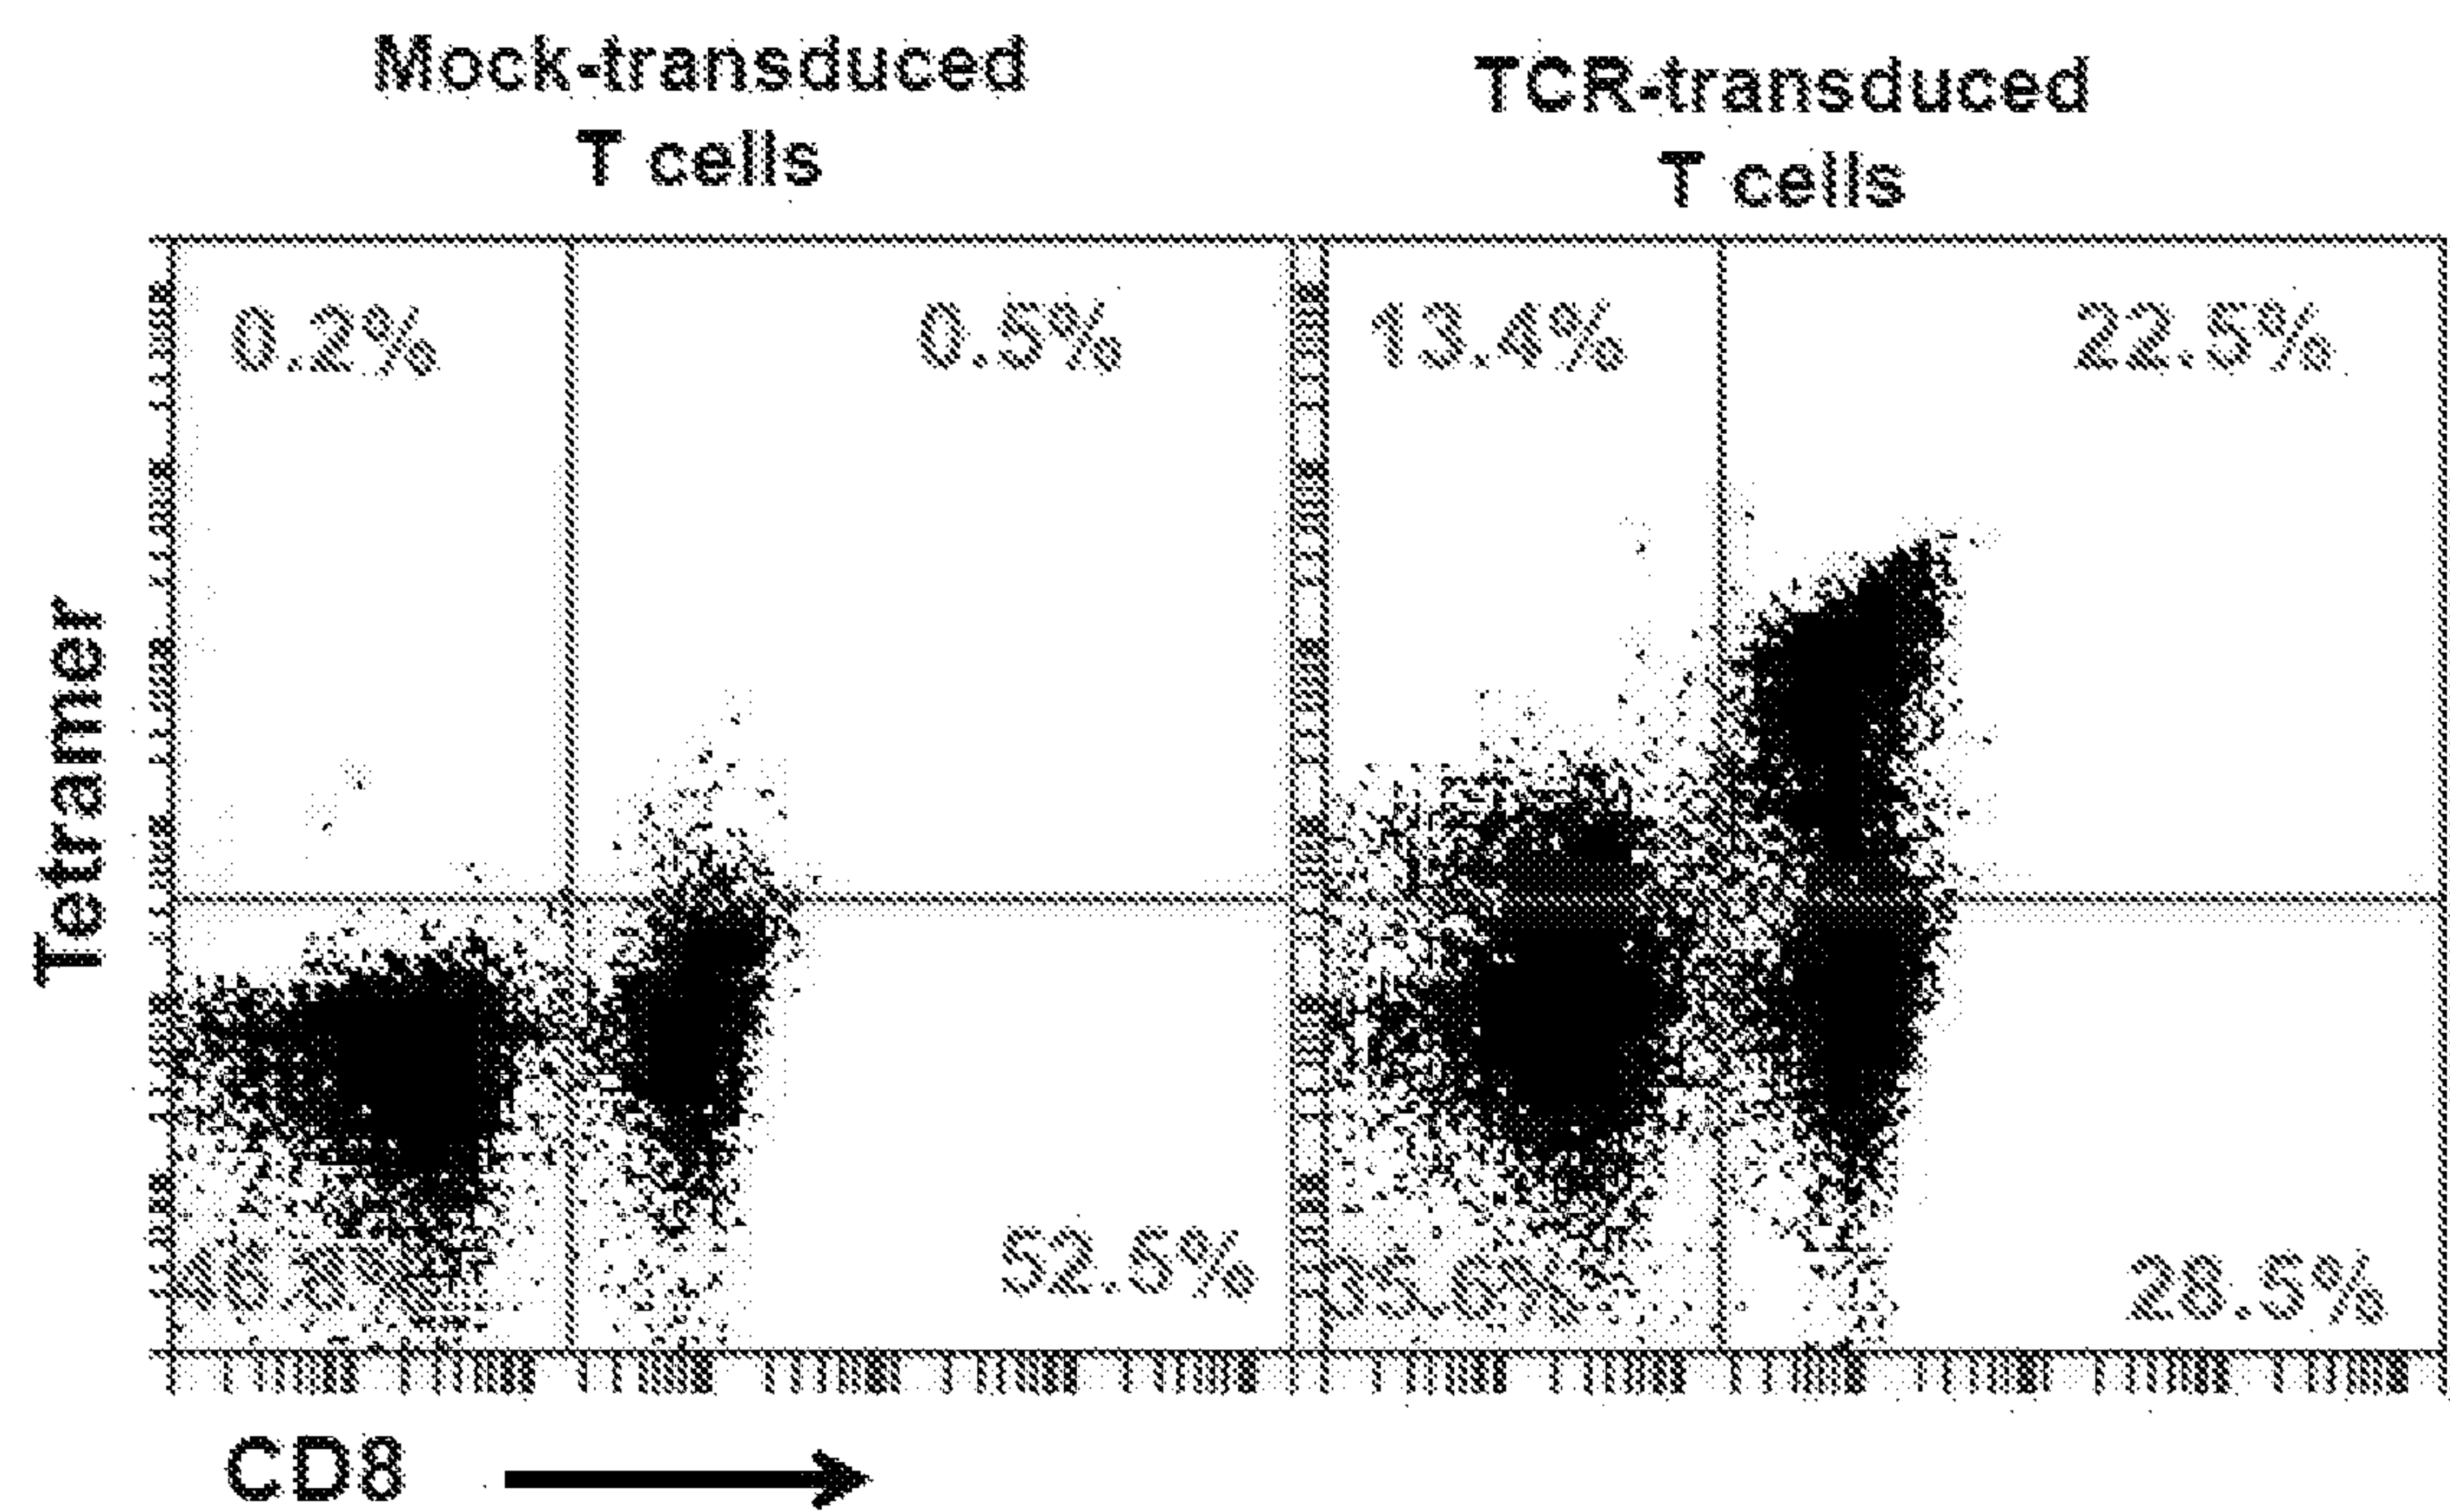 Mock-transduced
T cells
TCR-transduced
T cells
0.2%
0.5%
13.4%
22.5%
Tetramer
52.5%
28.5%
CD8